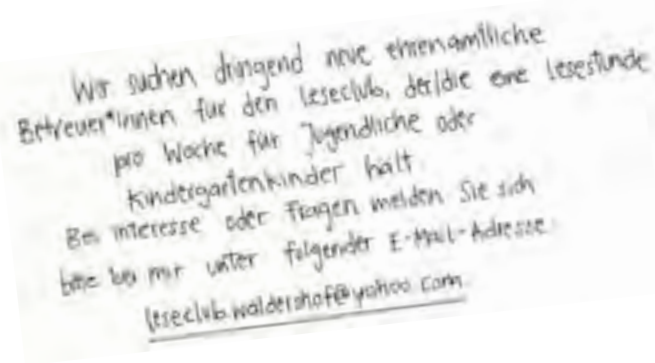 Wir suchen dringend neue ehrenamtliche
Betreuer*innen für den Leseclub, der/die eine Lesestunde
pro Woche für Jugendliche oder
Kindergartenkinder hält.
Bei Interesse oder Fragen melden Sie sich
bitte bei mir unter folgender E-Mail-Adresse:
leseclub.waldershof@yahoo.com